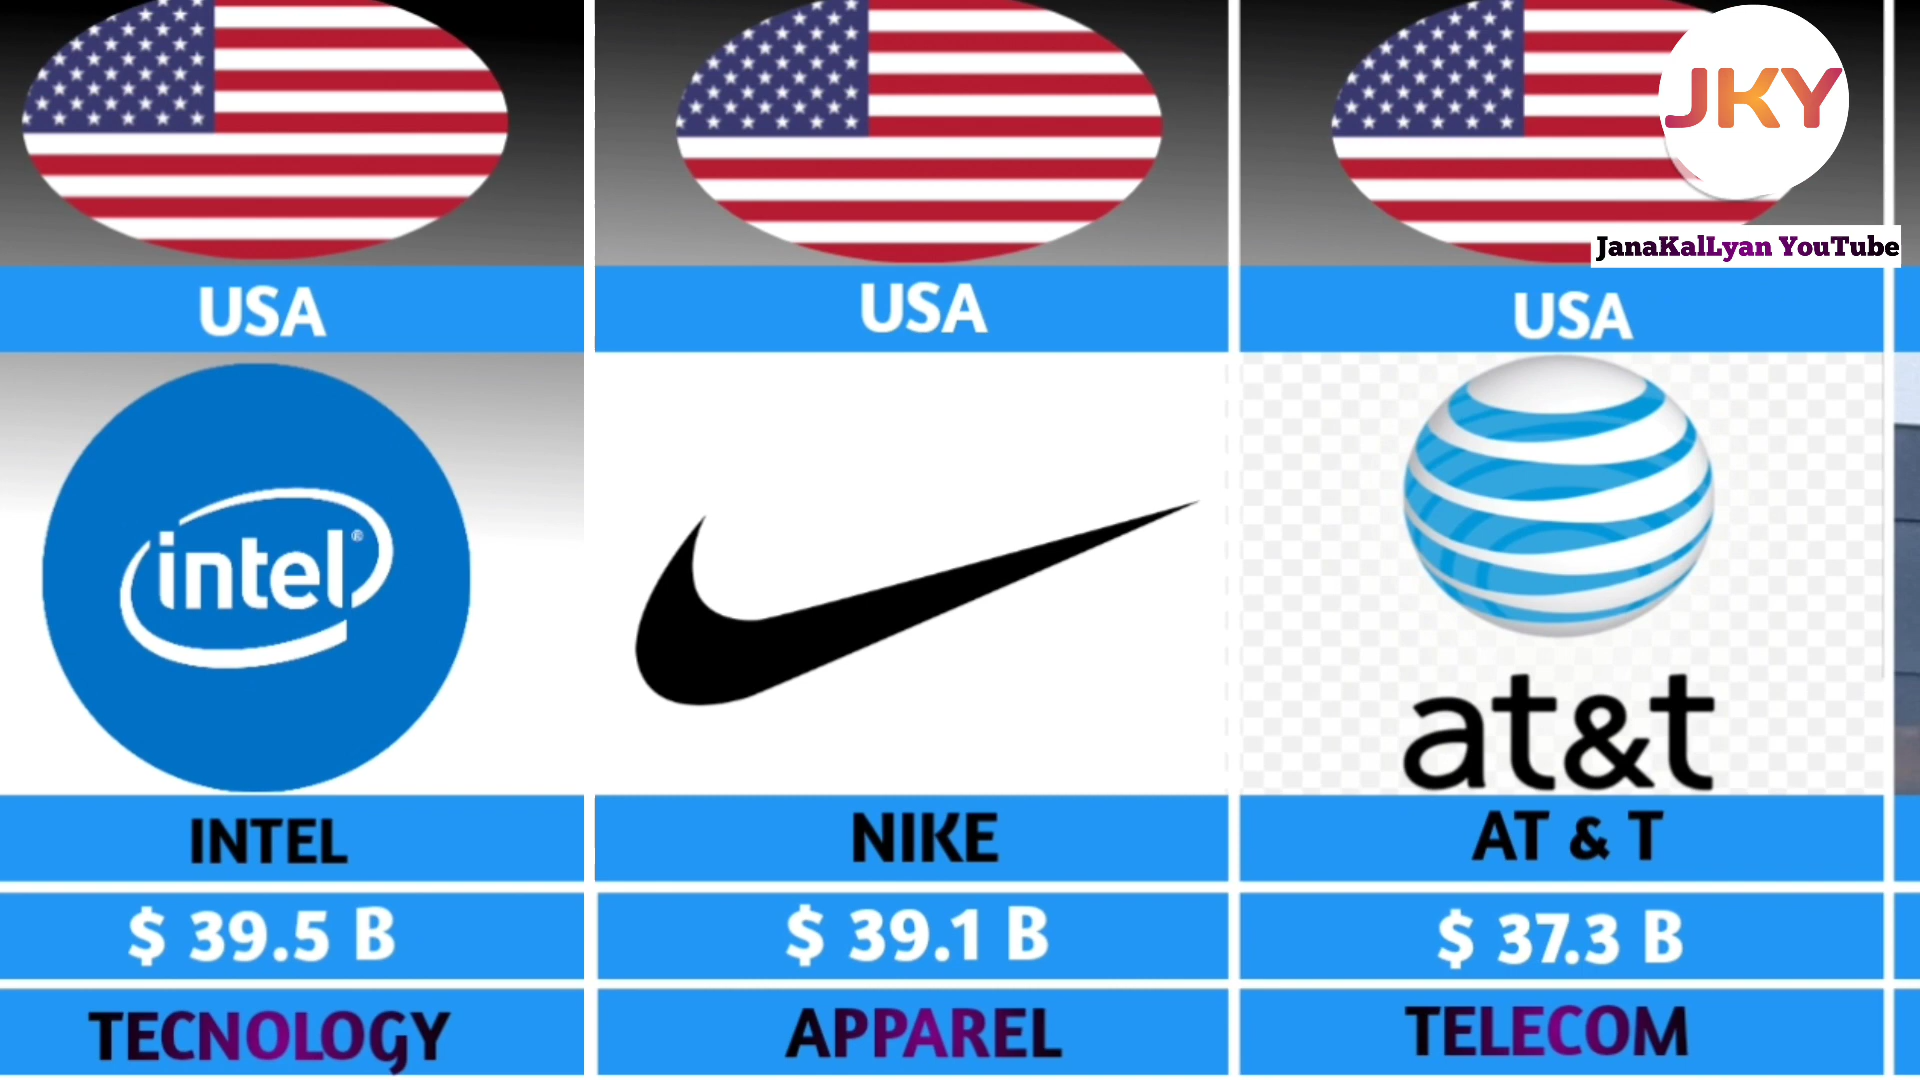 JKY
JanaKalLyan YouTube
USA
USA
USA
intel®
at&t
INTEL
NIKE
AT & T
$ 39.5 B
$ 39.1 B
$ 37.3 B
TECNOLOGY
APPAREL
TELECOM